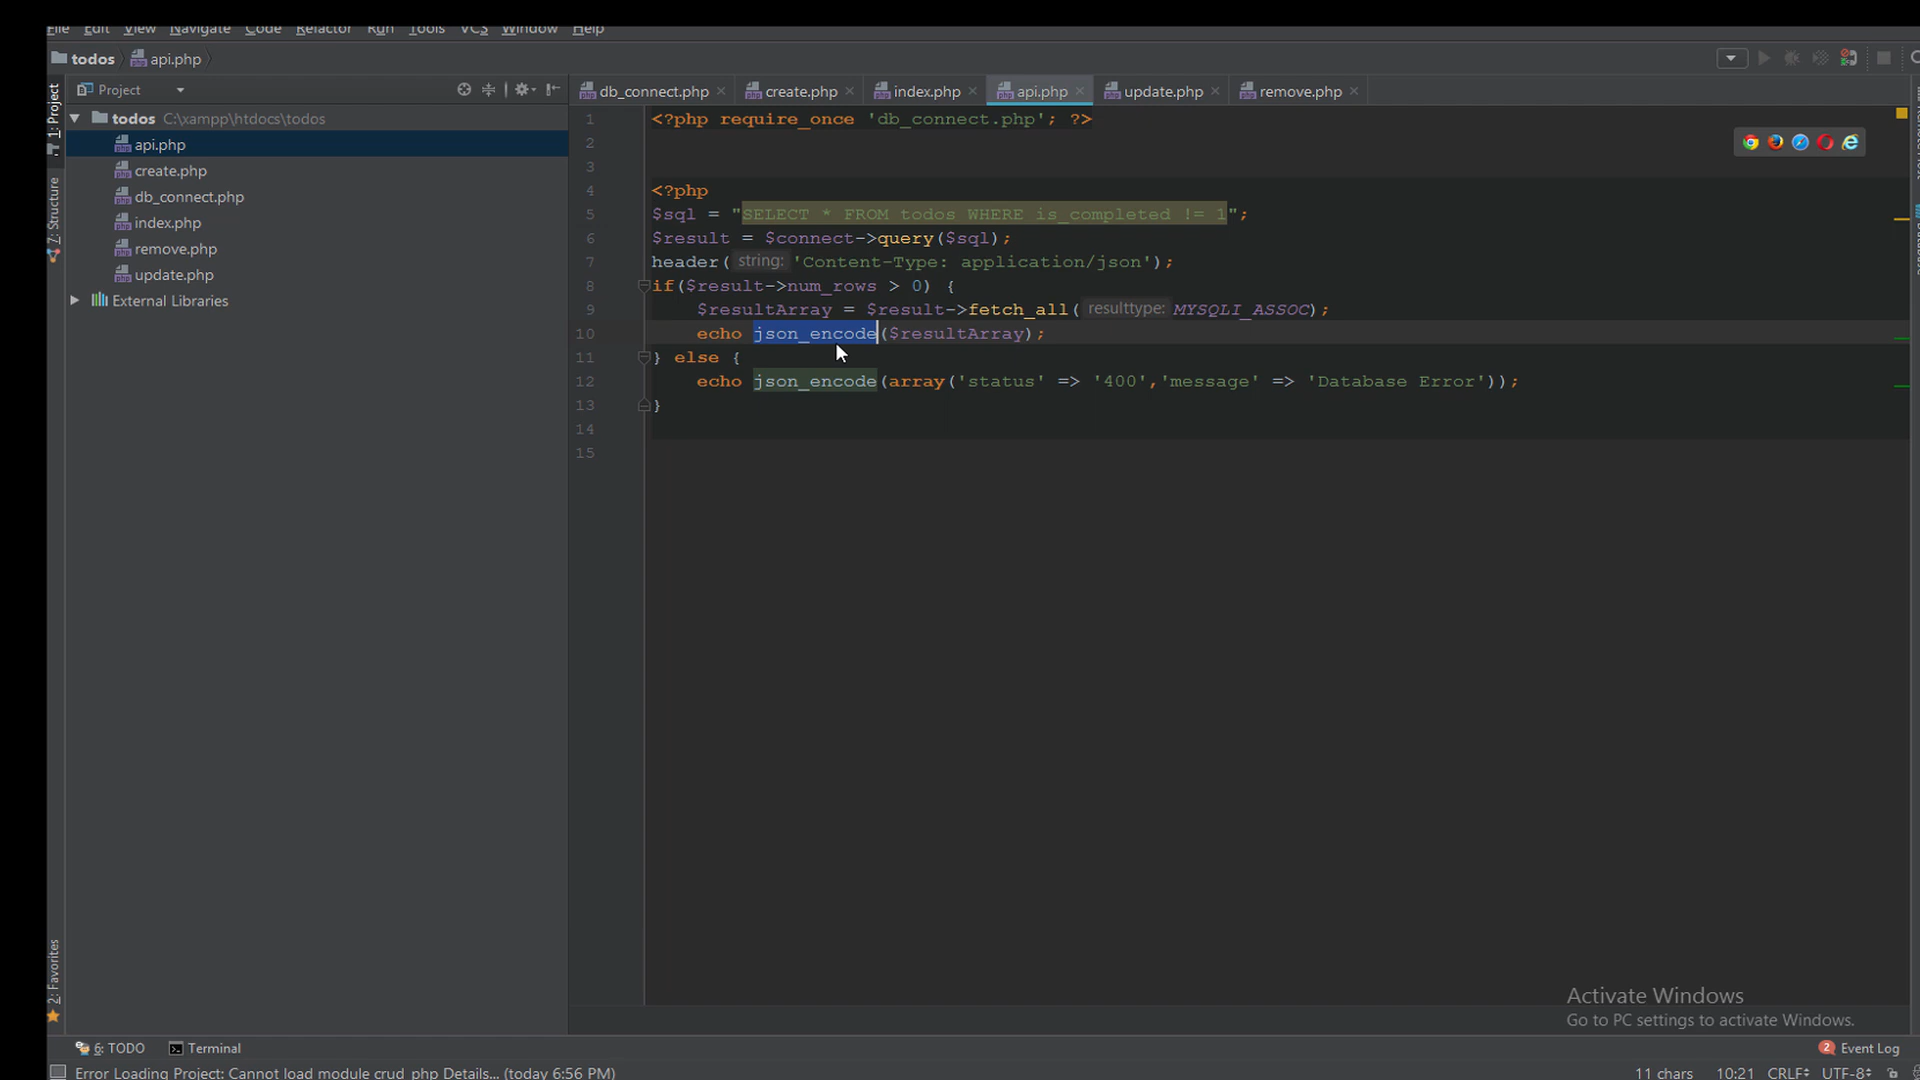 File Edit View Navigate Code Refactor Run Tools VCS Window Help
todos api.php
1: Project
Project
db_connect.php create.php index.php api.php update.php remove.php
todos C:\xampp\htdocs\todos
api.php
create.php
db_connect.php
index.php
remove.php
update.php
External Libraries
7: Structure
2: Favorites
1 <?php require_once 'db_connect.php'; ?>
2
3
4 <?php
5 $sql = "SELECT * FROM todos WHERE is_completed != 1";
6 $result = $connect->query($sql);
7 header( string: 'Content-Type: application/json');
8 if($result->num_rows > 0) {
9 $resultArray = $result->fetch_all( resulttype: MYSQLI_ASSOC);
10 echo json_encode($resultArray);
11 } else {
12 echo json_encode(array('status' => '400','message' => 'Database Error'));
13 }
14
15
Activate Windows
Go to PC settings to activate Windows.
6: TODO Terminal
2 Event Log
Error Loading Project: Cannot load module crud_php Details... (today 6:56 PM)
11 chars 10:21 CRLF UTF-8